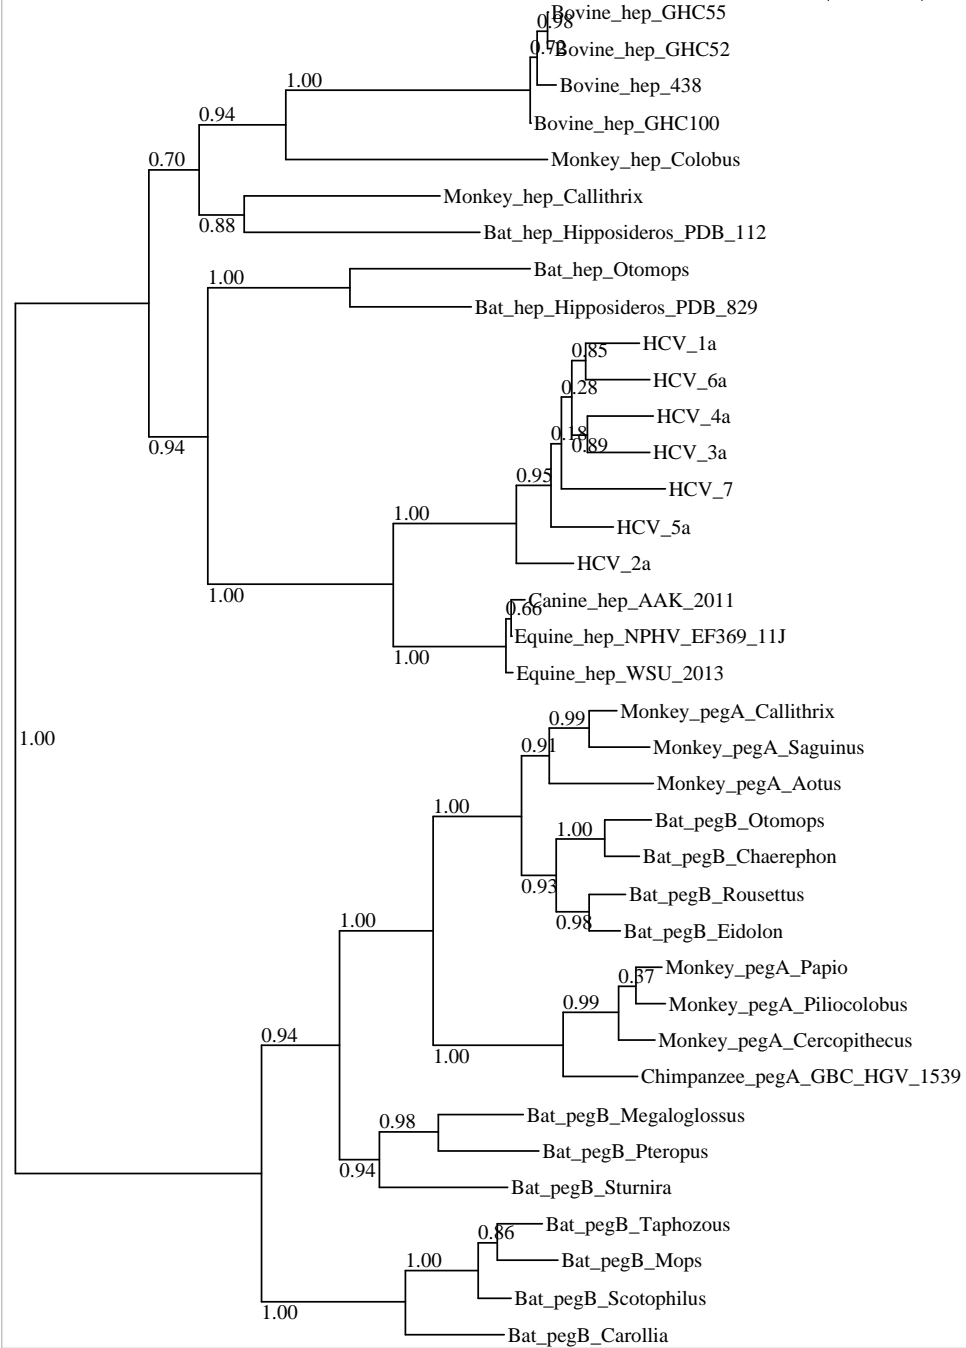 Bovine_hep_GHC55
0.98
0.72
Bovine_hep_GHC52
1.00
Bovine_hep_438
0.94
Bovine_hep_GHC100
0.70
Monkey_hep_Colobus
Monkey_hep_Callithrix
0.88
Bat_hep_Hipposideros_PDB_112
1.00
Bat_hep_Otomops
Bat_hep_Hipposideros_PDB_829
HCV_1a
0.85
HCV_6a
0.28
HCV_4a
0.18
0.94
0.89
HCV_3a
0.95
HCV_7
1.00
HCV_5a
HCV_2a
1.00
Canine_hep_AAK_2011
0.66
Equine_hep_NPHV_EF369_11J
1.00
Equine_hep_WSU_2013
Monkey_pegA_Callithrix
0.99
1.00
0.91
Monkey_pegA_Saguinus
Monkey_pegA_Aotus
1.00
Bat_pegB_Otomops
1.00
Bat_pegB_Chaerephon
0.93
Bat_pegB_Rousettus
1.00
0.98
Bat_pegB_Eidolon
Monkey_pegA_Papio
0.37
0.99
Monkey_pegA_Piliocolobus
0.94
Monkey_pegA_Cercopithecus
1.00
Chimpanzee_pegA_GBC_HGV_1539
Bat_pegB_Megaloglossus
0.98
Bat_pegB_Pteropus
0.94
Bat_pegB_Sturnira
Bat_pegB_Taphozous
0.86
1.00
Bat_pegB_Mops
Bat_pegB_Scotophilus
1.00
Bat_pegB_Carollia